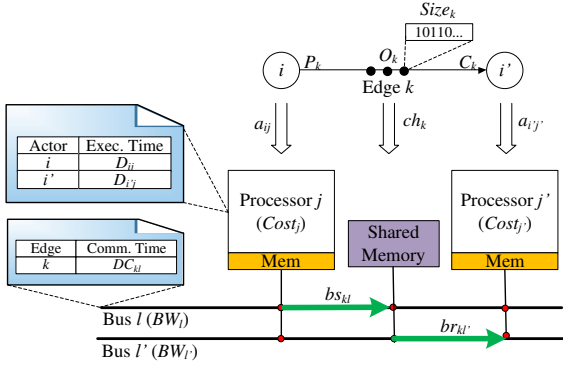 Size_k
10110...
i P_k O_k C_k i’
Edge k
a_ij ch_k a_i’j’
Actor Exec. Time
i D_ij
i’ D_i’j
Processor j
(Cost_j)
Mem
Shared
Memory
Processor j’
(Cost_j’)
Mem
Edge Comm. Time
k DC_kl
bs_kl
Bus l (BW_l)
br_kl’
Bus l’ (BW_l’)